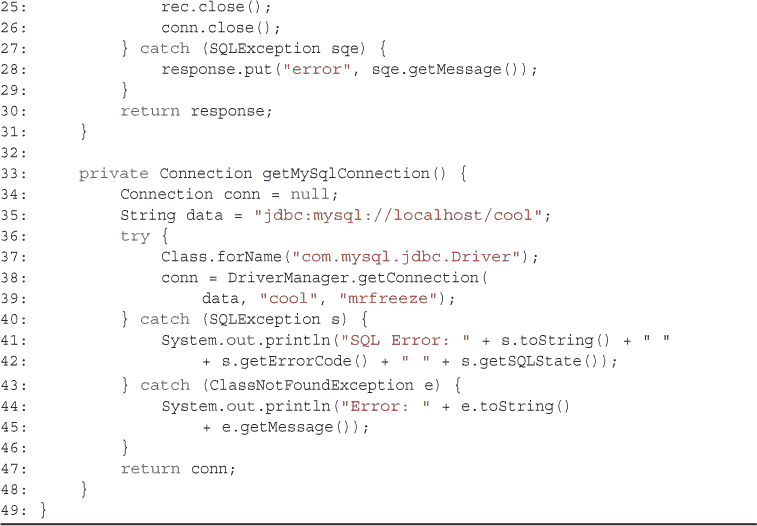 25:             rec.close();
26:             conn.close();
27:         } catch (SQLException sqe) {
28:             response.put("error", sqe.getMessage());
29:         }
30:         return response;
31:     }
32:
33:     private Connection getMySqlConnection() {
34:         Connection conn = null;
35:         String data = "jdbc:mysql://localhost/cool";
36:         try {
37:             Class.forName("com.mysql.jdbc.Driver");
38:             conn = DriverManager.getConnection(
39:                 data, "cool", "mrfreeze");
40:         } catch (SQLException s) {
41:             System.out.println("SQL Error: " + s.toString() + " "
42:                 + s.getErrorCode() + " " + s.getSQLState());
43:         } catch (ClassNotFoundException e) {
44:             System.out.println("Error: " + e.toString()
45:                 + e.getMessage());
46:         }
47:         return conn;
48:     }
49: }